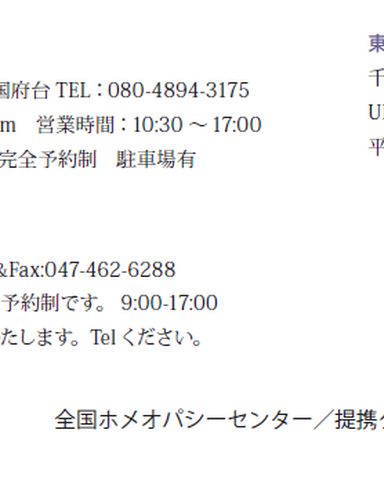 国府台 TEL：080-4894-3175
m　営業時間：10:30 ～ 17:00
完全予約制　駐車場有
&Fax:047-462-6288
予約制です。 9:00-17:00
たします。Tel ください。
東
千
U
平
全国ホメオパシーセンター／提携